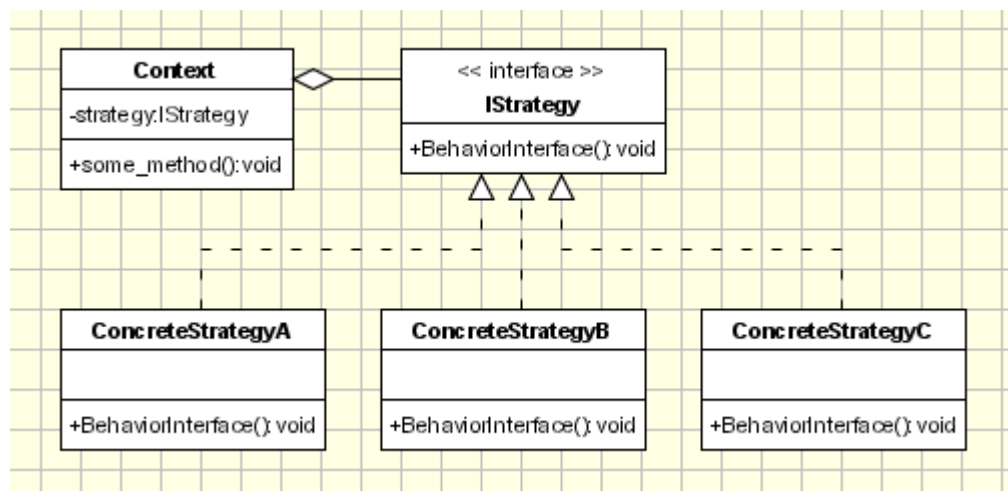 Context
-strategy:IStrategy
+some_method():void
<< interface >>
IStrategy
+BehaviorInterface(): void
ConcreteStrategyA
+BehaviorInterface(): void
ConcreteStrategyB
+BehaviorInterface(): void
ConcreteStrategyC
+BehaviorInterface(): void